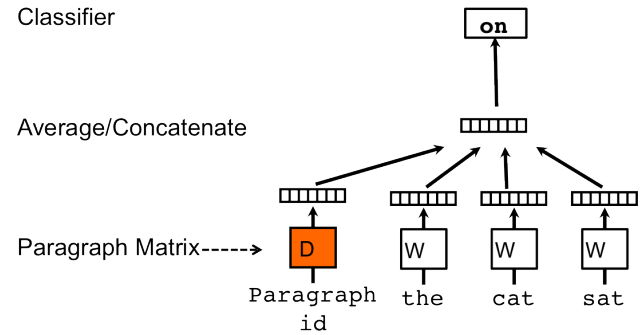 Classifier
on
Average/Concatenate
Paragraph Matrix
D
W
W
W
Paragraph
id
the
cat
sat